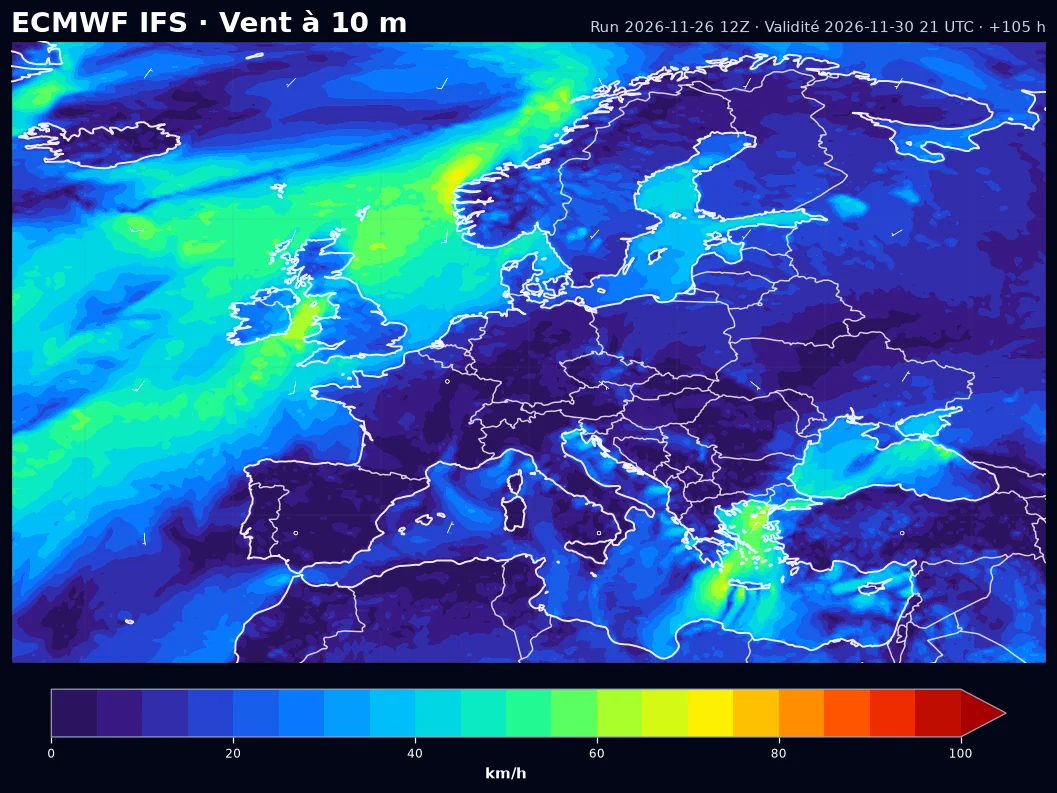 ECMWF IFS · Vent à 10 m
Run 2026-11-26 12Z · Validité 2026-11-30 21 UTC · +105 h
0 20 40 60 80 100
km/h